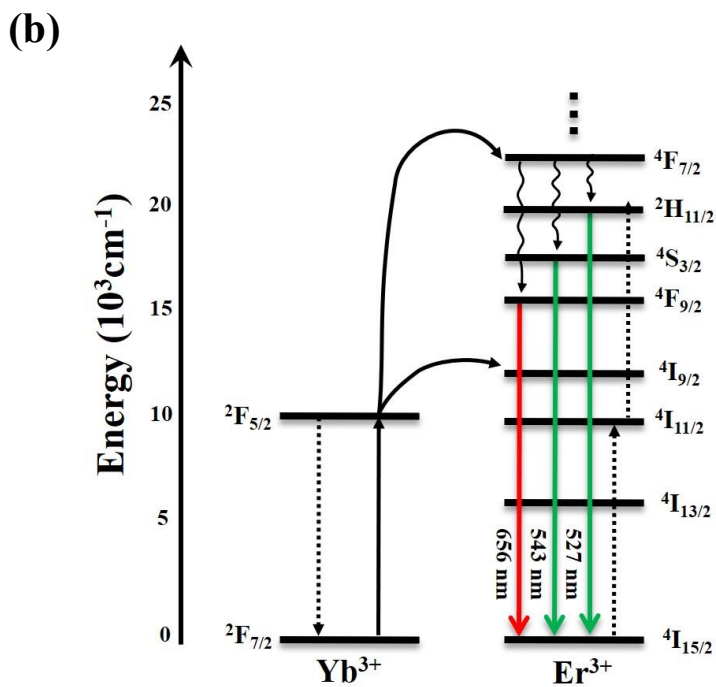 (b)
Energy (10³cm⁻¹)
25
20
15
10
5
0
²F₅/₂
²F₇/₂
Yb³⁺
⁴F₇/₂
²H₁₁/₂
⁴S₃/₂
⁴F₉/₂
⁴I₉/₂
⁴I₁₁/₂
⁴I₁₃/₂
⁴I₁₅/₂
656 nm
543 nm
527 nm
Er³⁺